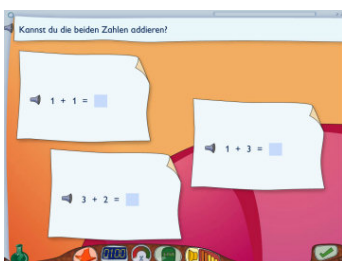 Kannst du die beiden Zahlen addieren?
1 + 1 =
1 + 3 =
3 + 2 =